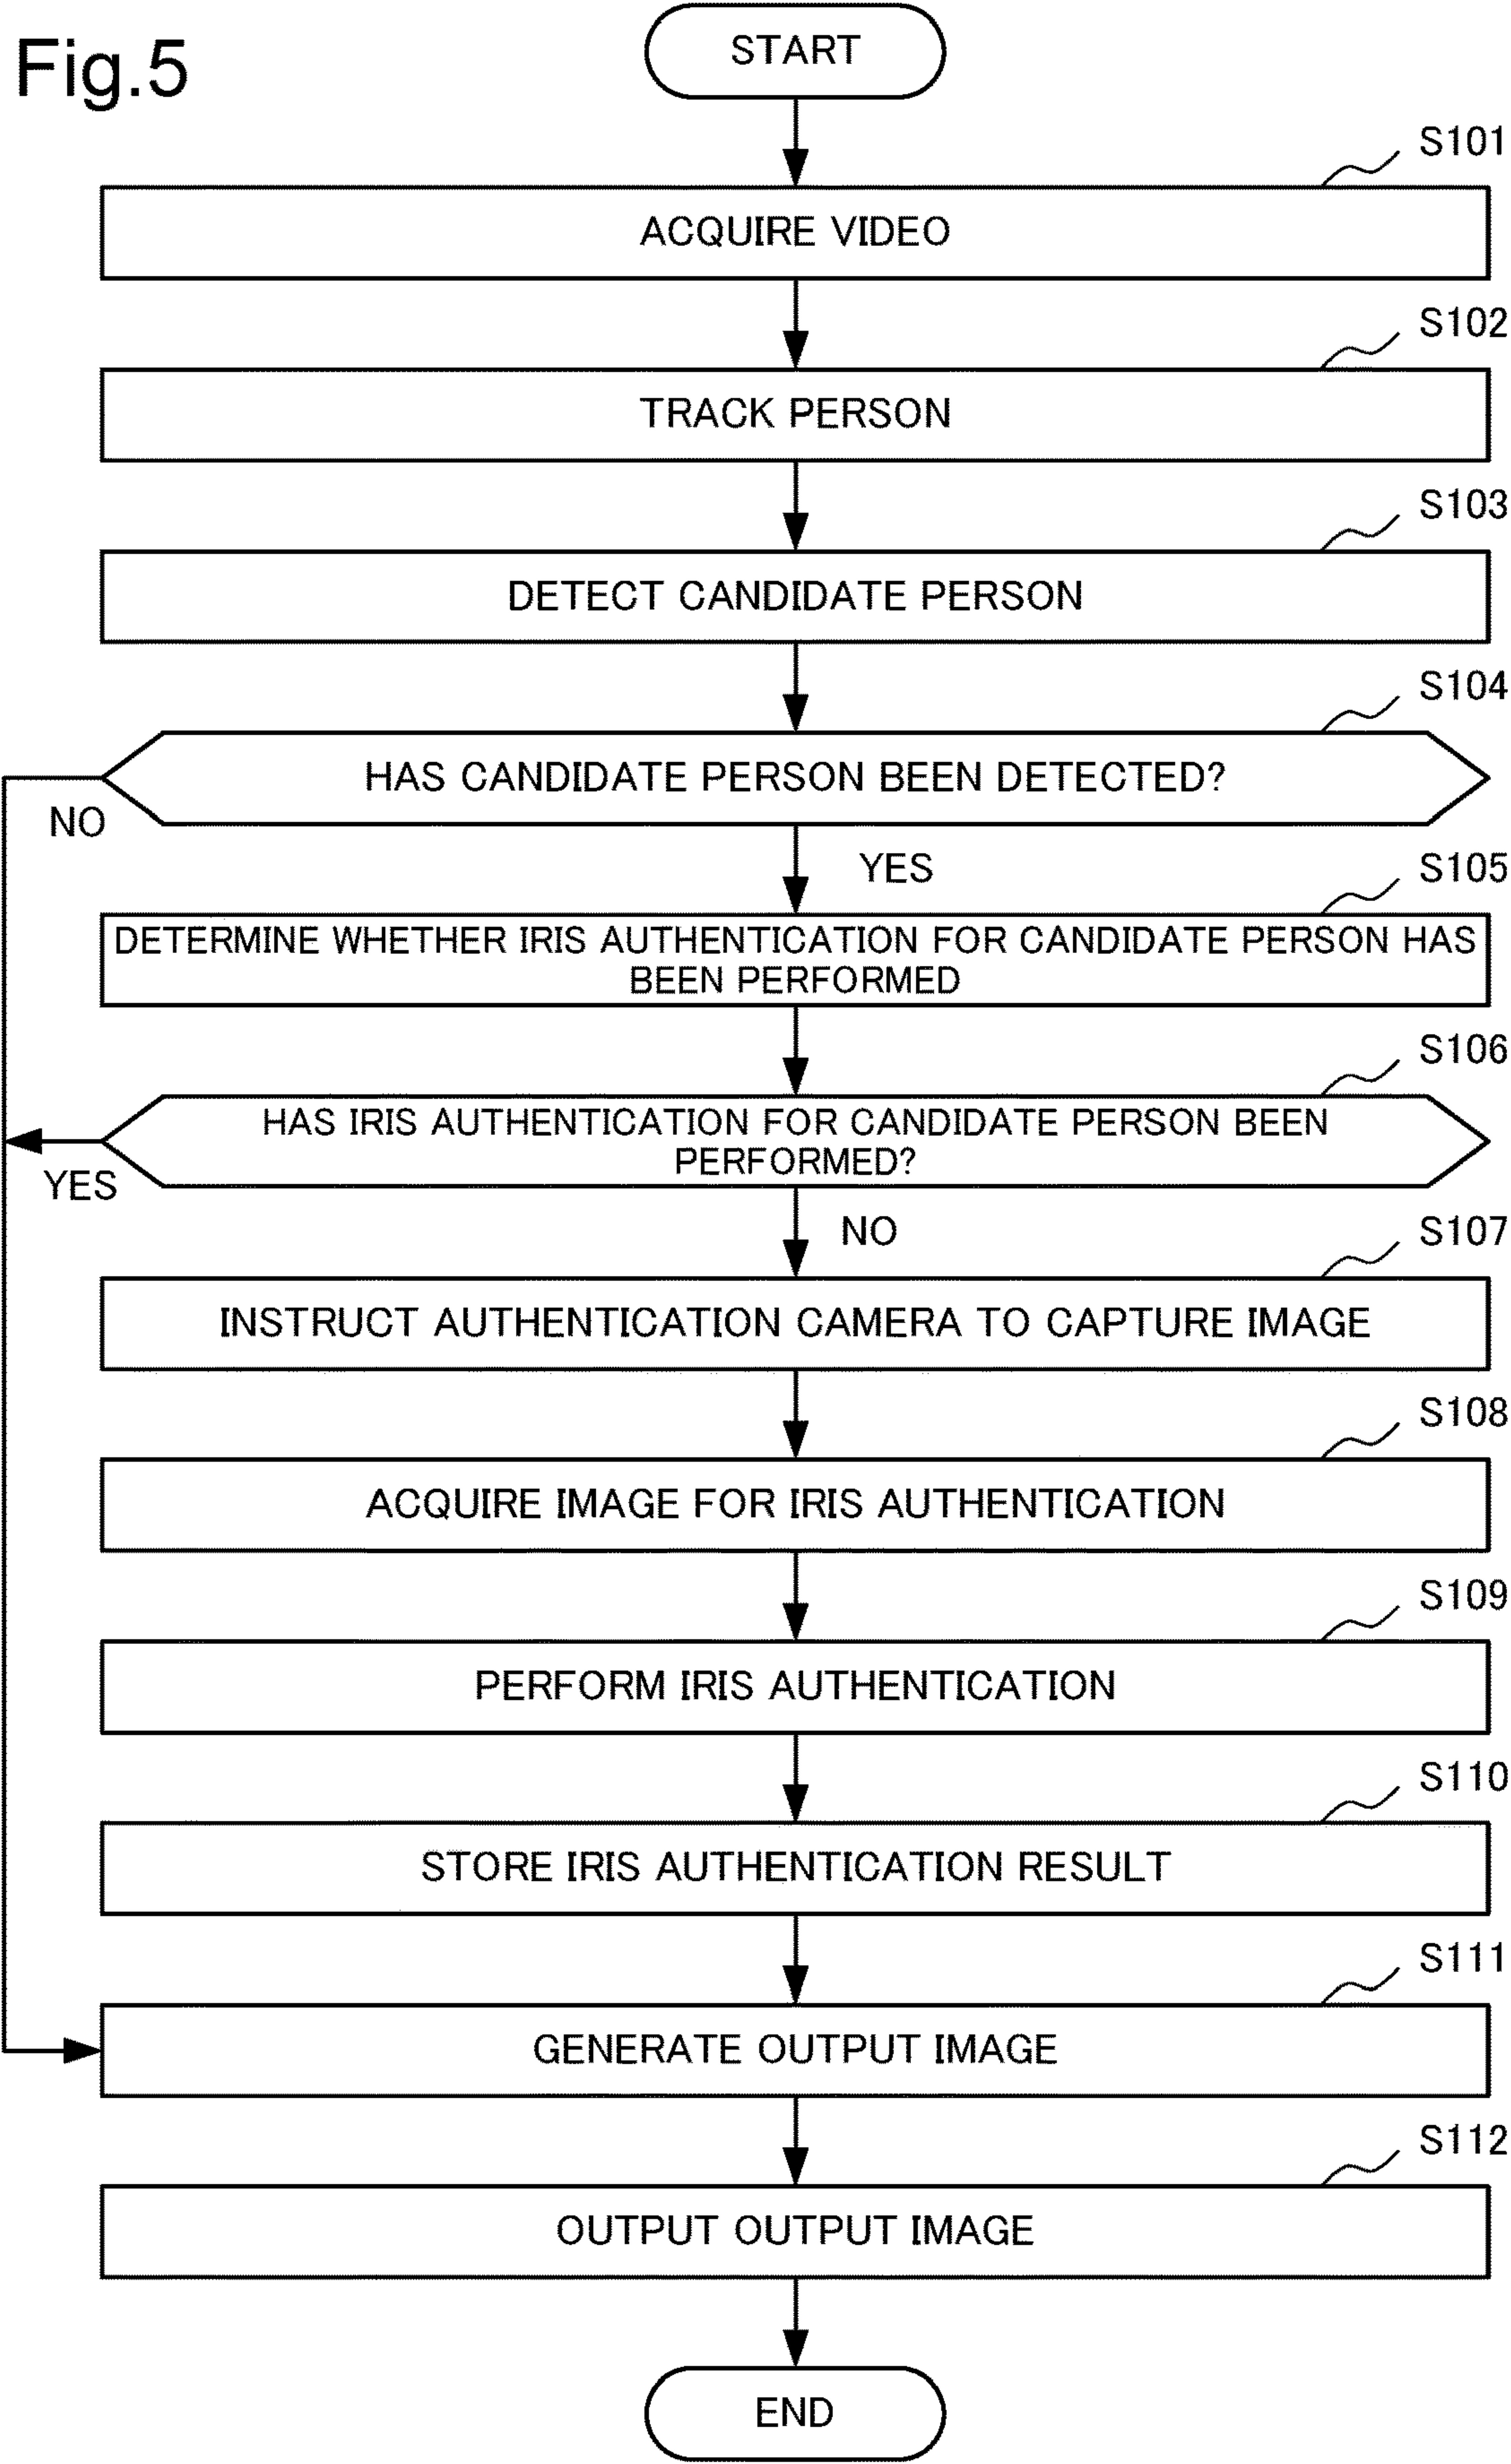 Fig.5
START
S101
ACQUIRE VIDEO
S102
TRACK PERSON
S103
DETECT CANDIDATE PERSON
S104
HAS CANDIDATE PERSON BEEN DETECTED?
NO
YES
S105
DETERMINE WHETHER IRIS AUTHENTICATION FOR CANDIDATE PERSON HAS
BEEN PERFORMED
S106
HAS IRIS AUTHENTICATION FOR CANDIDATE PERSON BEEN
PERFORMED?
YES
NO
S107
INSTRUCT AUTHENTICATION CAMERA TO CAPTURE IMAGE
S108
ACQUIRE IMAGE FOR IRIS AUTHENTICATION
S109
PERFORM IRIS AUTHENTICATION
S110
STORE IRIS AUTHENTICATION RESULT
S111
GENERATE OUTPUT IMAGE
S112
OUTPUT OUTPUT IMAGE
END